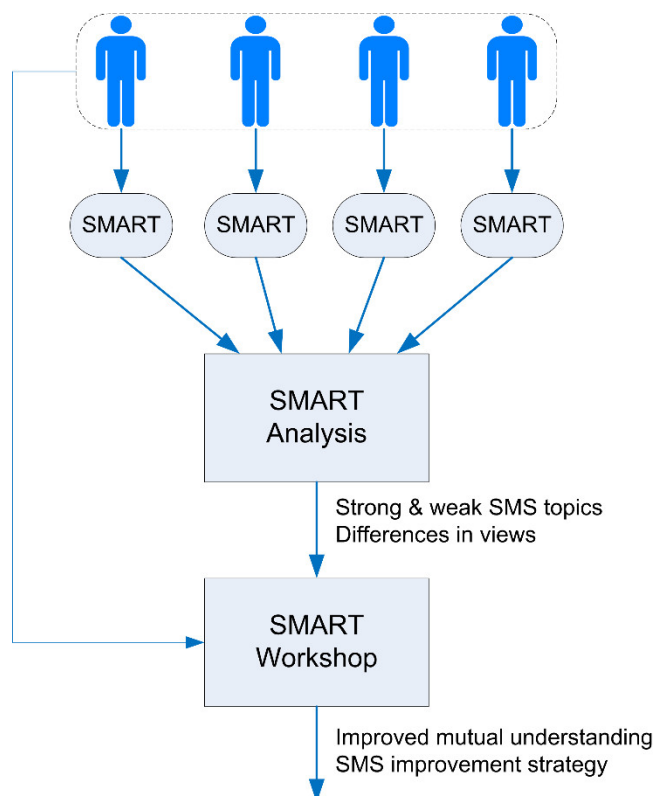 SMART
SMART
SMART
SMART
SMART
Analysis
Strong & weak SMS topics
Differences in views
SMART
Workshop
Improved mutual understanding
SMS improvement strategy